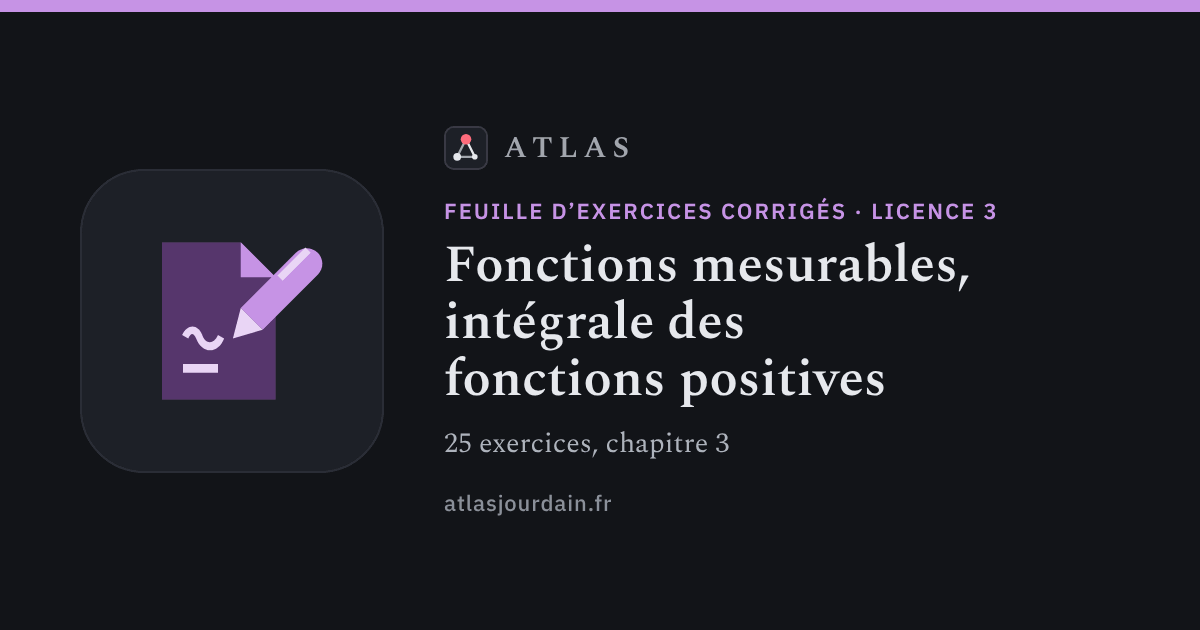 ATLAS
FEUILLE D’EXERCICES CORRIGÉS · LICENCE 3
Fonctions mesurables,
intégrale des
fonctions positives
25 exercices, chapitre 3
atlasjourdain.fr